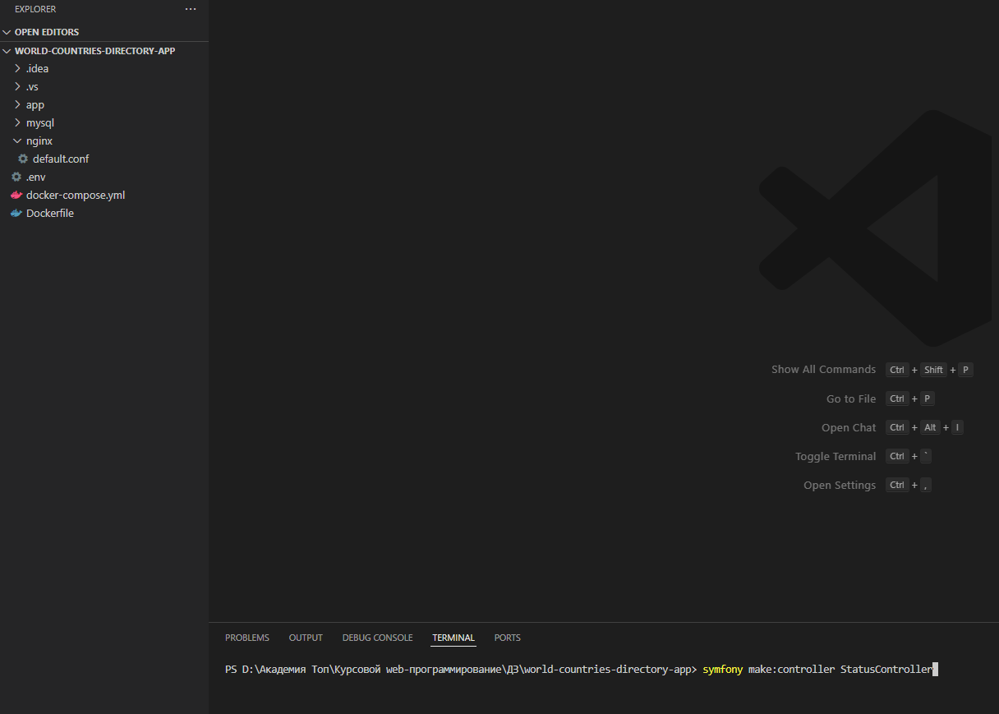 EXPLORER ···
OPEN EDITORS
WORLD-COUNTRIES-DIRECTORY-APP
.idea
.vs
app
mysql
nginx
default.conf
.env
docker-compose.yml
Dockerfile
Show All Commands Ctrl + Shift + P
Go to File Ctrl + P
Open Chat Ctrl + Alt + I
Toggle Terminal Ctrl + `
Open Settings Ctrl + ,
PROBLEMS OUTPUT DEBUG CONSOLE TERMINAL PORTS
PS D:\Академия Топ\Курсовой web-программирование\ДЗ\world-countries-directory-app> symfony make:controller StatusController